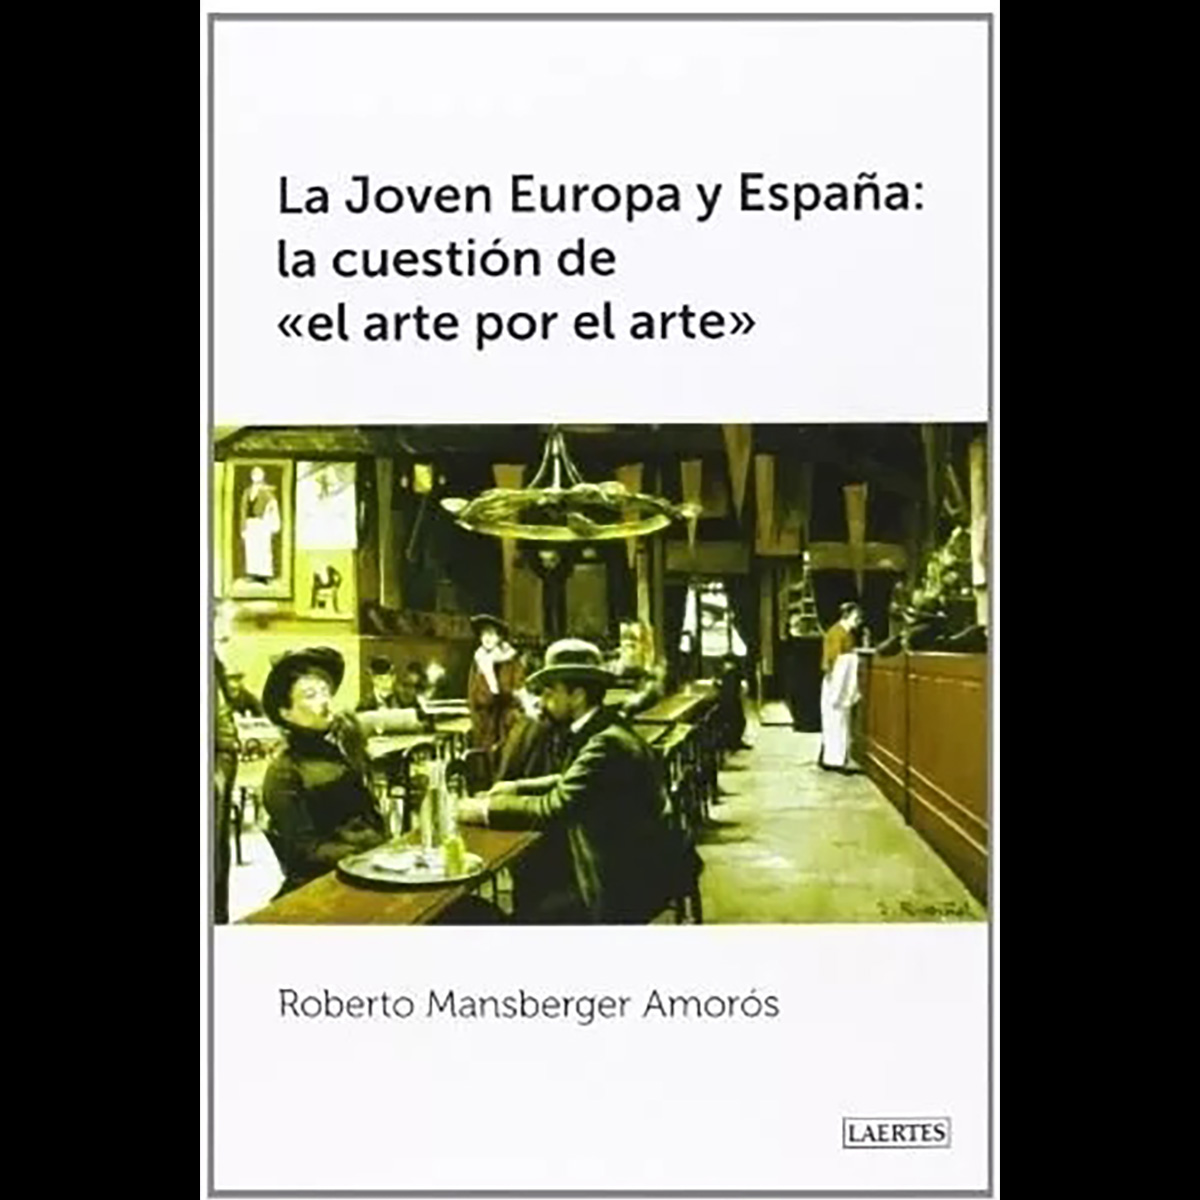 La Joven Europa y España:
la cuestión de
«el arte por el arte»
Roberto Mansberger Amorós
LAERTES